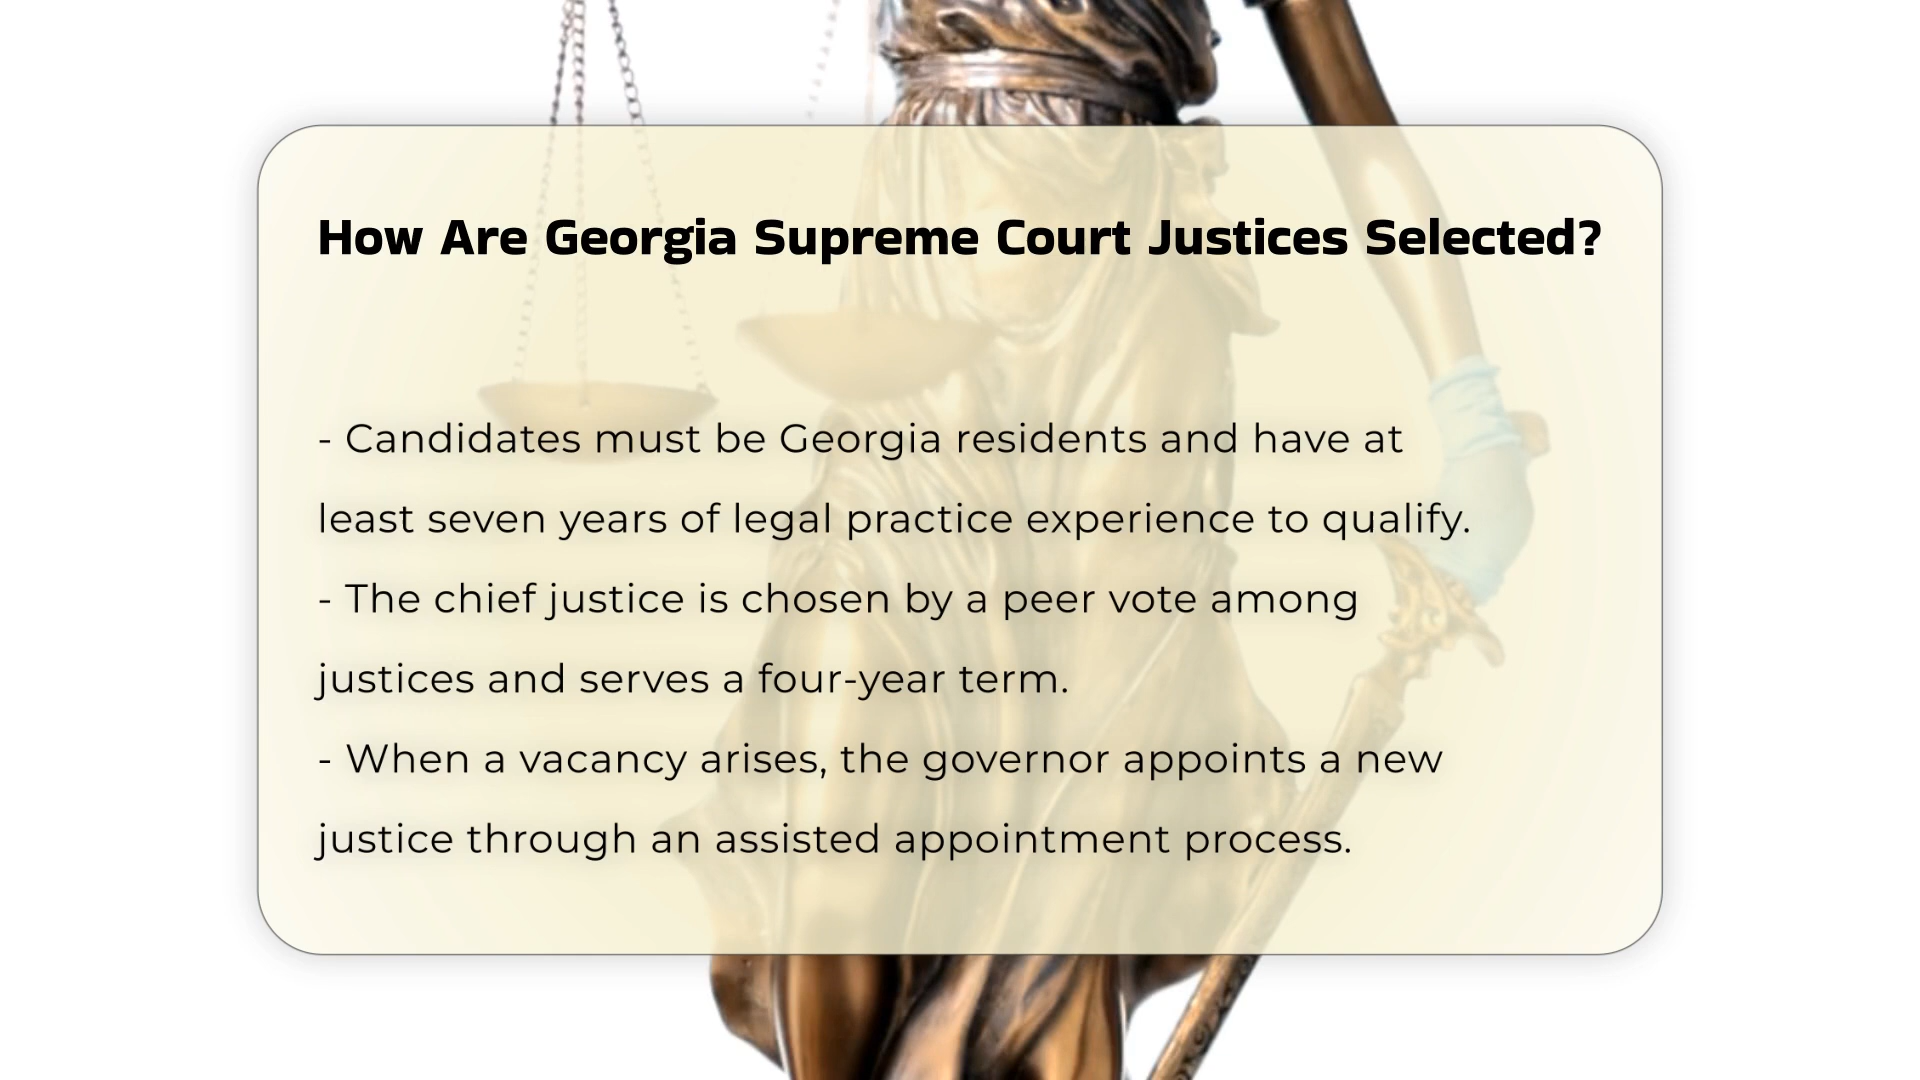 How Are Georgia Supreme Court Justices Selected?
- Candidates must be Georgia residents and have at
least seven years of legal practice experience to qualify.
- The chief justice is chosen by a peer vote among
justices and serves a four-year term.
- When a vacancy arises, the governor appoints a new
justice through an assisted appointment process.